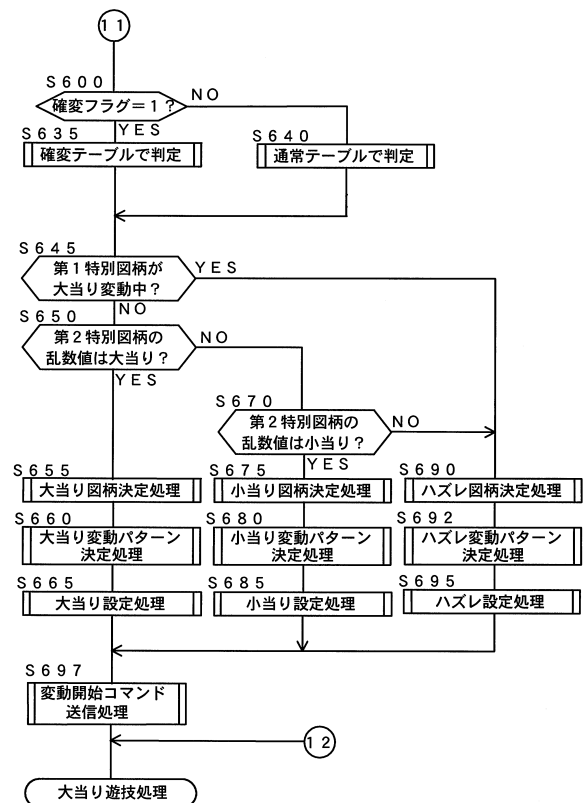 11
S600
確変フラグ=1?
NO
YES
S635
確変テーブルで判定
S640
通常テーブルで判定
S645
第1特別図柄が
大当り変動中?
YES
NO
S650
第2特別図柄の
乱数値は大当り?
NO
YES
S670
第2特別図柄の
乱数値は小当り?
NO
YES
S655
大当り図柄決定処理
S675
小当り図柄決定処理
S690
ハズレ図柄決定処理
S660
大当り変動パターン
決定処理
S680
小当り変動パターン
決定処理
S692
ハズレ変動パターン
決定処理
S665
大当り設定処理
S685
小当り設定処理
S695
ハズレ設定処理
S697
変動開始コマンド
送信処理
12
大当り遊技処理